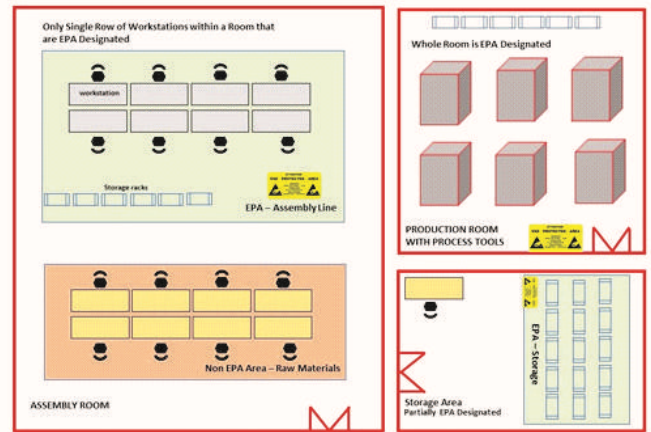 Only Single Row of Workstations within a Room that
are EPA Designated
workstation
Storage racks
EPA – Assembly Line
Non EPA Area – Raw Materials
ASSEMBLY ROOM
Whole Room is EPA Designated
PRODUCTION ROOM
WITH PROCESS TOOLS
EPA – Storage
Storage Area
Partially EPA Designated